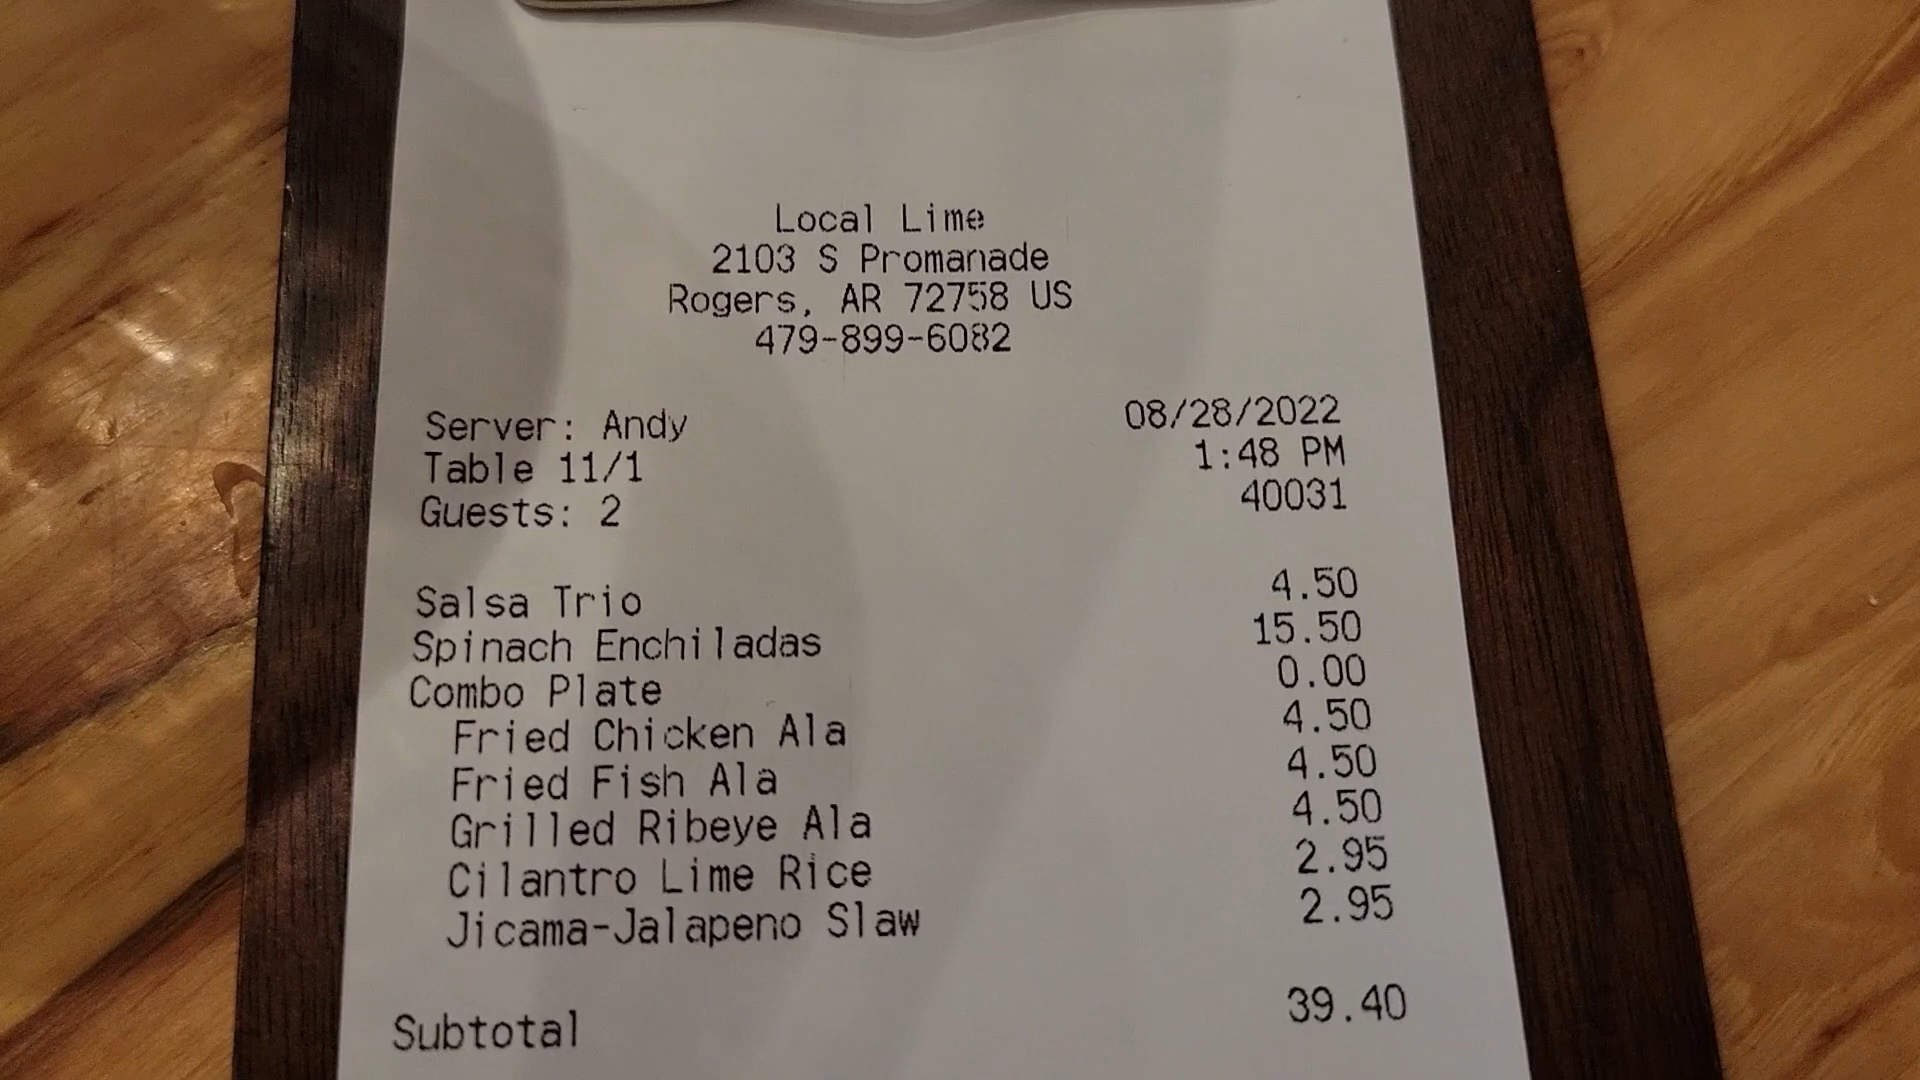 Local Lime
2103 S Promanade
Rogers, AR 72758 US
479-899-6082
Server: Andy 08/28/2022
Table 11/1 1:48 PM
Guests: 2 40031
Salsa Trio 4.50
Spinach Enchiladas 15.50
Combo Plate 0.00
Fried Chicken Ala 4.50
Fried Fish Ala 4.50
Grilled Ribeye Ala 4.50
Cilantro Lime Rice 2.95
Jicama-Jalapeno Slaw 2.95
Subtotal 39.40